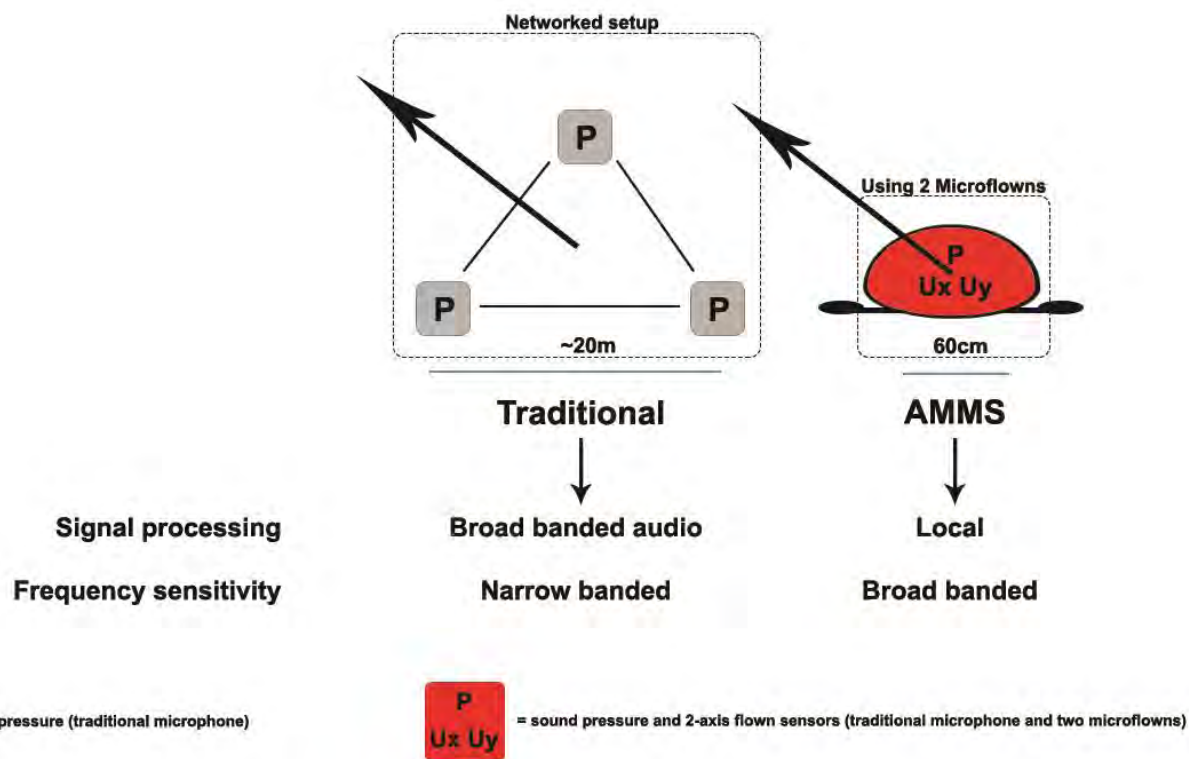 Networked setup
P
Using 2 Microflowns
P
Ux Uy
P
P
~20m
60cm
Traditional
AMMS
Signal processing
Broad banded audio
Local
Frequency sensitivity
Narrow banded
Broad banded
P
pressure (traditional microphone)
= sound pressure and 2-axis flown sensors (traditional microphone and two microflowns)
Ux Uy